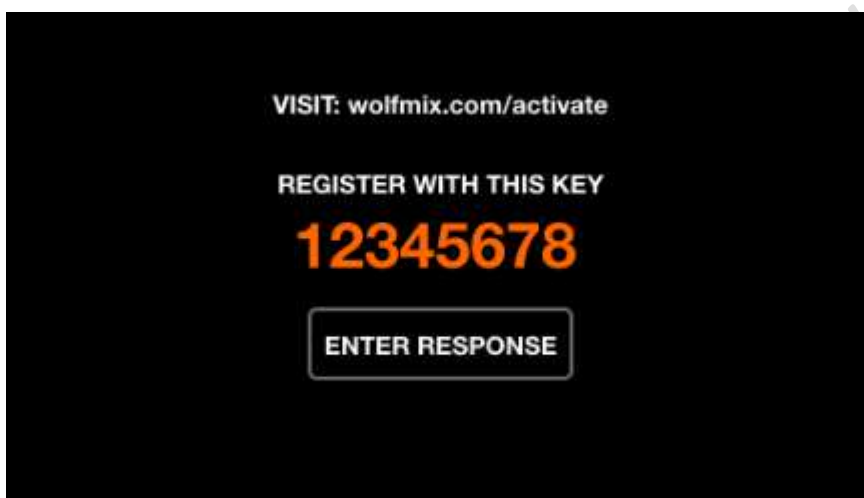 VISIT: wolfmix.com/activate
REGISTER WITH THIS KEY
12345678
ENTER RESPONSE